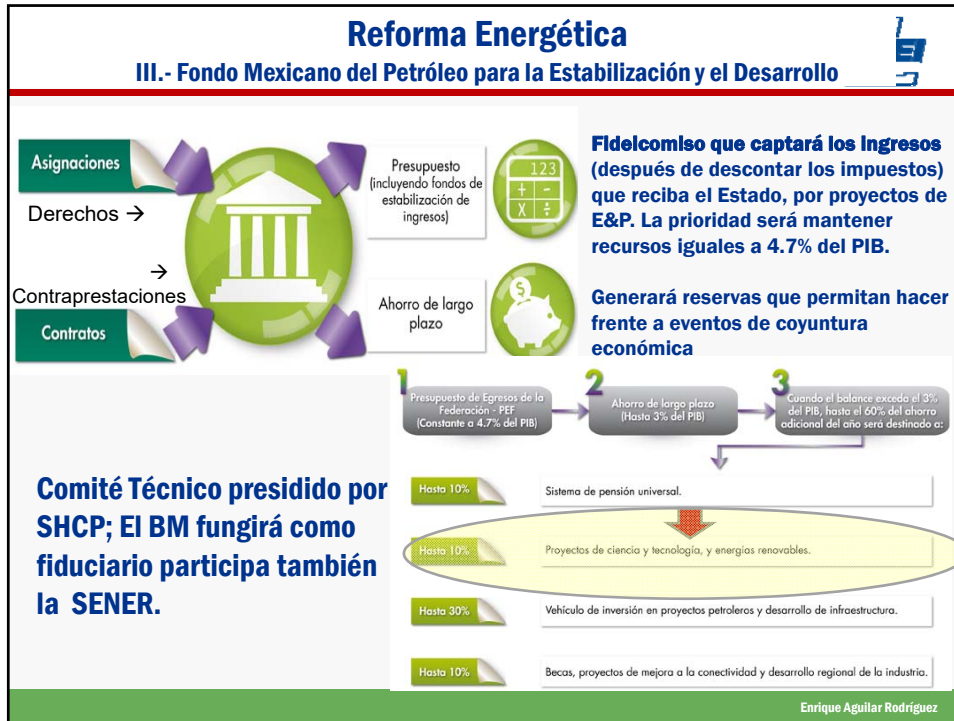 Reforma Energética
III.- Fondo Mexicano del Petróleo para la Estabilización y el Desarrollo
Asignaciones
Derechos →
→
Contraprestaciones
Contratos
Presupuesto
(incluyendo fondos de
estabilización de
ingresos)
123
+ -
X ÷
Ahorro de largo
plazo
$
Fideicomiso que captará los ingresos
(después de descontar los impuestos)
que reciba el Estado, por proyectos de
E&P. La prioridad será mantener
recursos iguales a 4.7% del PIB.
Generará reservas que permitan hacer
frente a eventos de coyuntura
económica
1
Presupuesto de Egresos de la
Federación - PEF
(Constante a 4.7% del PIB)
2
Ahorro de largo plazo
(Hasta 3% del PIB)
3
Cuando el balance exceda el 3%
del PIB, hasta el 60% del ahorro
adicional del año será destinado a:
Comité Técnico presidido por
SHCP; El BM fungirá como
fiduciario participa también
la SENER.
Hasta 10%
Sistema de pensión universal.
Hasta 10%
Proyectos de ciencia y tecnología, y energías renovables.
Hasta 30%
Vehículo de inversión en proyectos petroleros y desarrollo de infraestructura.
Hasta 10%
Becas, proyectos de mejora a la conectividad y desarrollo regional de la industria.
Enrique Aguilar Rodríguez